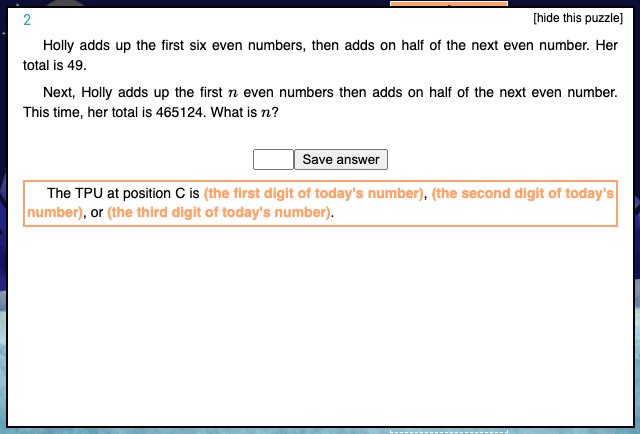 2
[hide this puzzle]
Holly adds up the first six even numbers, then adds on half of the next even number. Her
total is 49.
Next, Holly adds up the first n even numbers then adds on half of the next even number.
This time, her total is 465124. What is n?
Save answer
The TPU at position C is (the first digit of today's number), (the second digit of today's
number), or (the third digit of today's number).